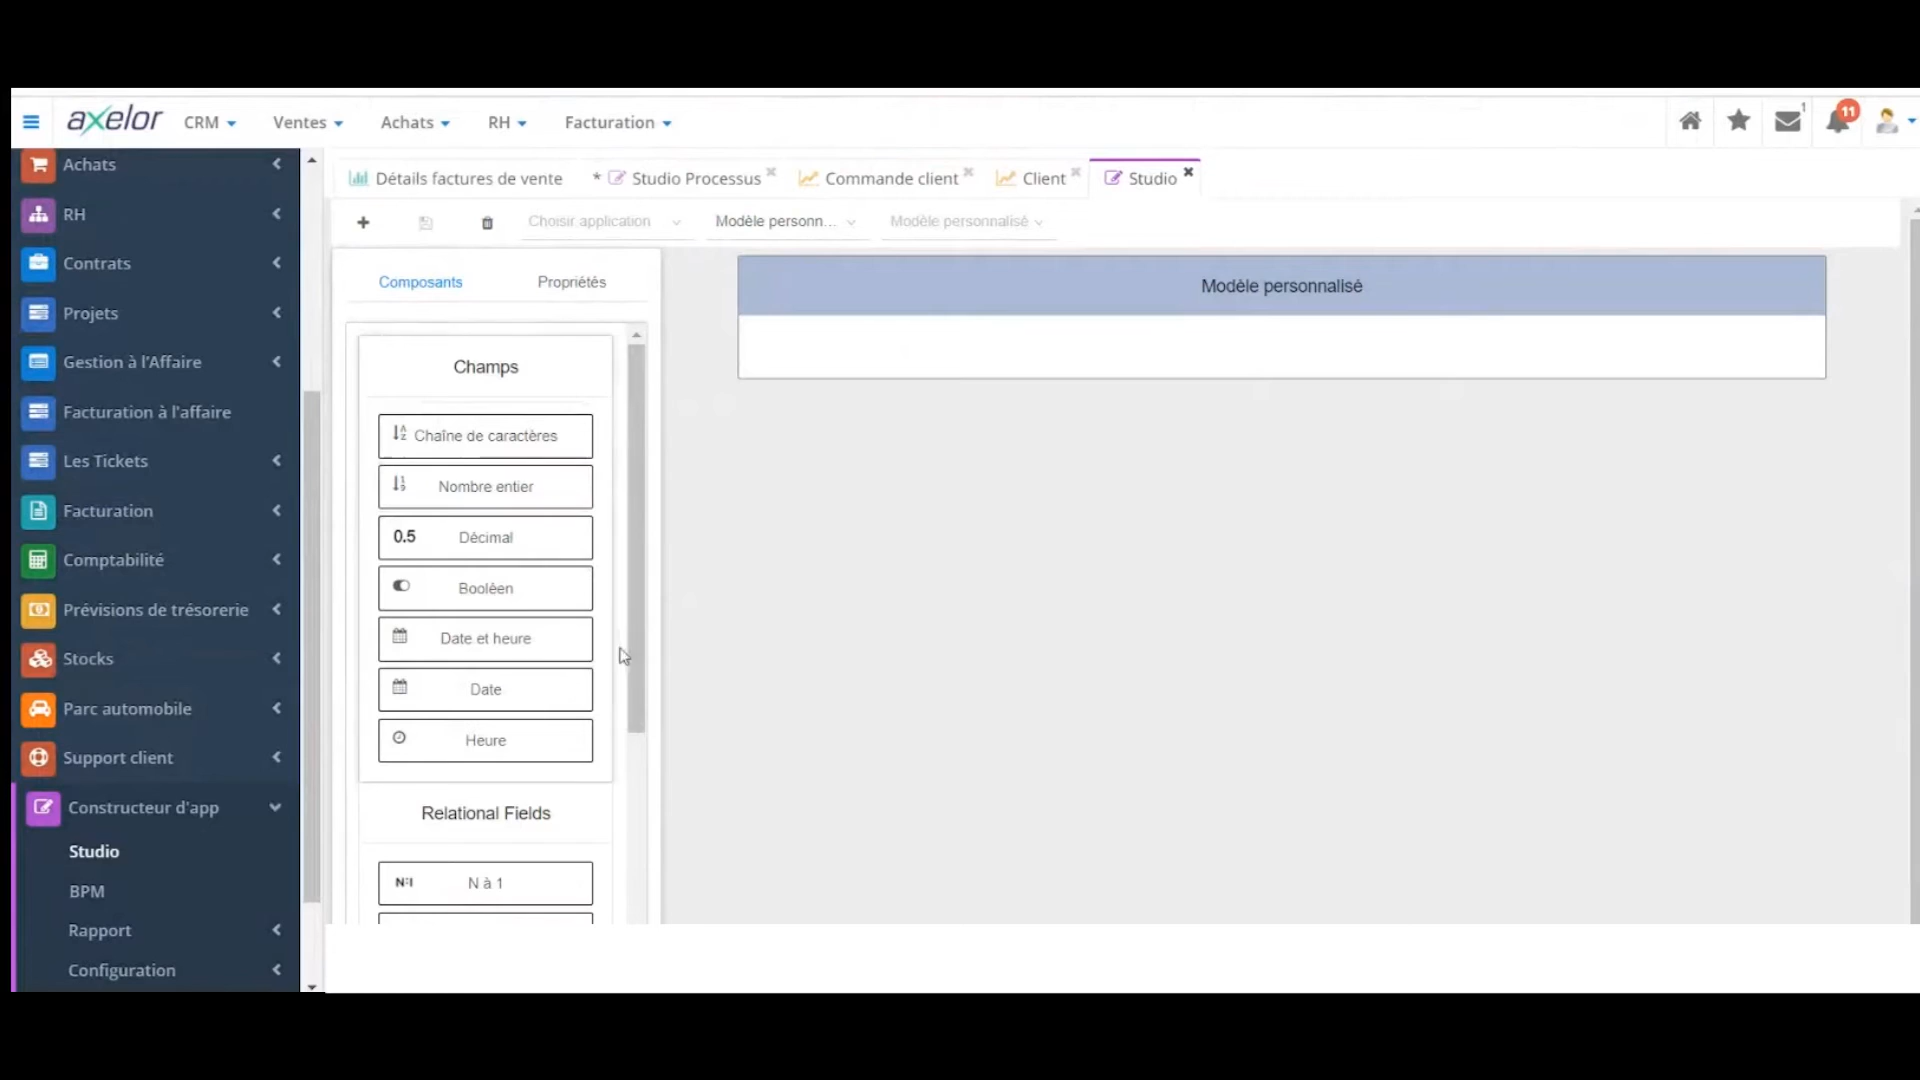 axelor CRM Ventes Achats RH Facturation 1 11
Achats
RH
Contrats
Projets
Gestion à l'Affaire
Facturation à l'affaire
Les Tickets
Facturation
Comptabilité
Prévisions de trésorerie
Stocks
Parc automobile
Support client
Constructeur d'app
Studio
BPM
Rapport
Configuration
Détails factures de vente * Studio Processus Commande client Client Studio
Choisir application Modèle personn... Modèle personnalisé
Composants Propriétés
Champs
Chaîne de caractères
Nombre entier
0.5 Décimal
Booléen
Date et heure
Date
Heure
Relational Fields
N:1 N à 1
Modèle personnalisé